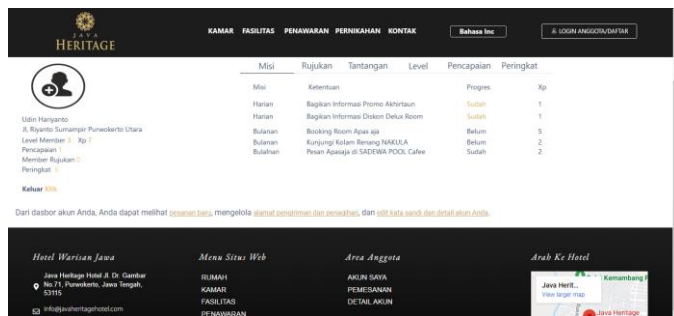 JAVA
HERITAGE
KAMAR FASILITAS PENAWARAN PERNIKAHAN KONTAK
Bahasa Inc
LOGIN ANGGOTA/DAFTAR
Misi Rujukan Tantangan Level Pencapaian Peringkat
Misi Ketentuan Progres Xp
Harian Bagikan Informasi Promo Akhirtaun Sudah 1
Harian Bagikan Informasi Diskon Delux Room Sudah 1
Bulanan Booking Room Apas aja Belum 5
Bulanan Kunjungi Kolam Renang NAKULA Belum 2
Bulalnan Pesan Apasaja di SADEWA POOL Cafee Sudah 2
Udin Hariyanto
Jl, Riyanto Sumampir Purwokerto Utara
Level Member 3 Xp 7
Pencapaian 1
Member Rujukan 0
Peringkat 5
Keluar Klik
Dari dasbor akun Anda, Anda dapat melihat pesanan baru, mengelola alamat pengiriman dan penagihan, dan edit kata sandi dan detail akun Anda.
Hotel Warisan Jawa
Java Heritage Hotel Jl. Dr. Gumbar
No.71, Purwokerto, Jawa Tengah,
53115
info@javaheritagehotel.com
Menu Situs Web
RUMAH
KAMAR
FASILITAS
PENAWARAN
Area Anggota
AKUN SAYA
PEMESANAN
DETAIL AKUN
Arah Ke Hotel
Java Herit...
View larger map
Kemambang
Java Heritage